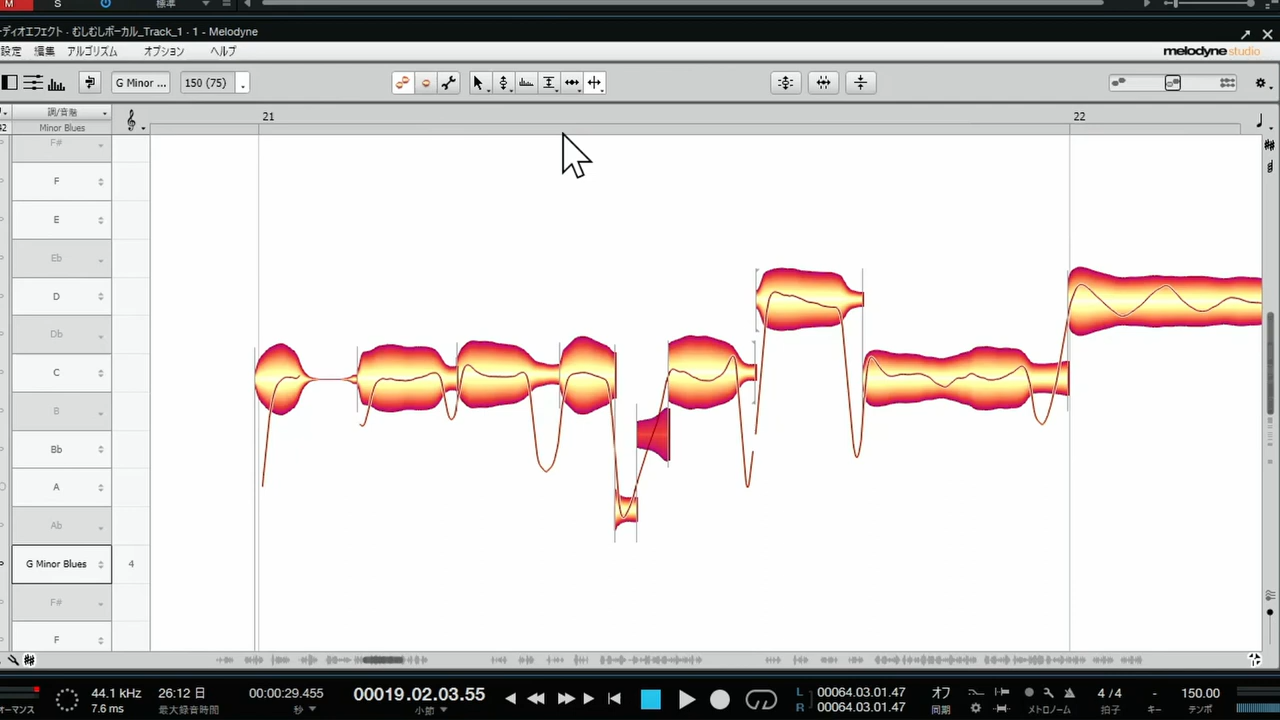 M S 標準
ーディオエフェクト - むしむしボーカル_Track_1 - 1 - Melodyne
設定 編集 アルゴリズム オプション ヘルプ
melodyne studio
G Minor ... 150 (75)
調/音階
42 Minor Blues
21 22
F#
F
E
Eb
D
Db
C
B
Bb
A
Ab
G Minor Blues 4
F#
F
44.1 kHz 26:12 日 00:00:29.455 00019.02.03.55 L 00064.03.01.47 オフ 4 / 4 - 150.00
ーマンス 7.6 ms 最大録音時間 秒 小節 R 00064.03.01.47 同期 メトロノーム 拍子 キー テンポ